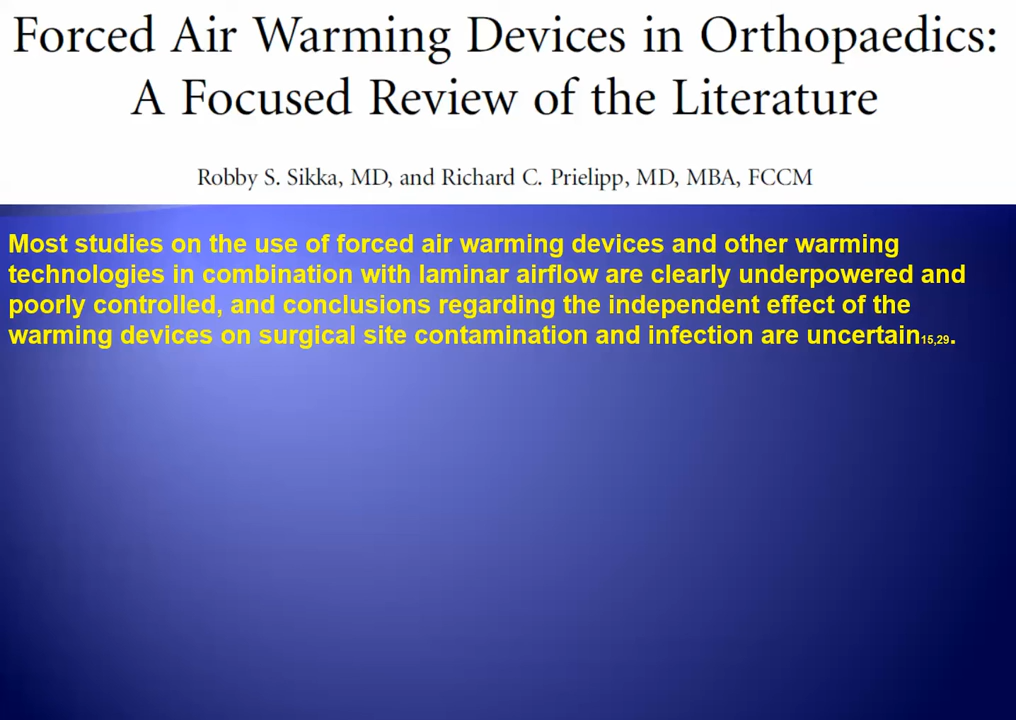 Forced Air Warming Devices in Orthopaedics:
A Focused Review of the Literature
Robby S. Sikka, MD, and Richard C. Prielipp, MD, MBA, FCCM
Most studies on the use of forced air warming devices and other warming
technologies in combination with laminar airflow are clearly underpowered and
poorly controlled, and conclusions regarding the independent effect of the
warming devices on surgical site contamination and infection are uncertain15,29.